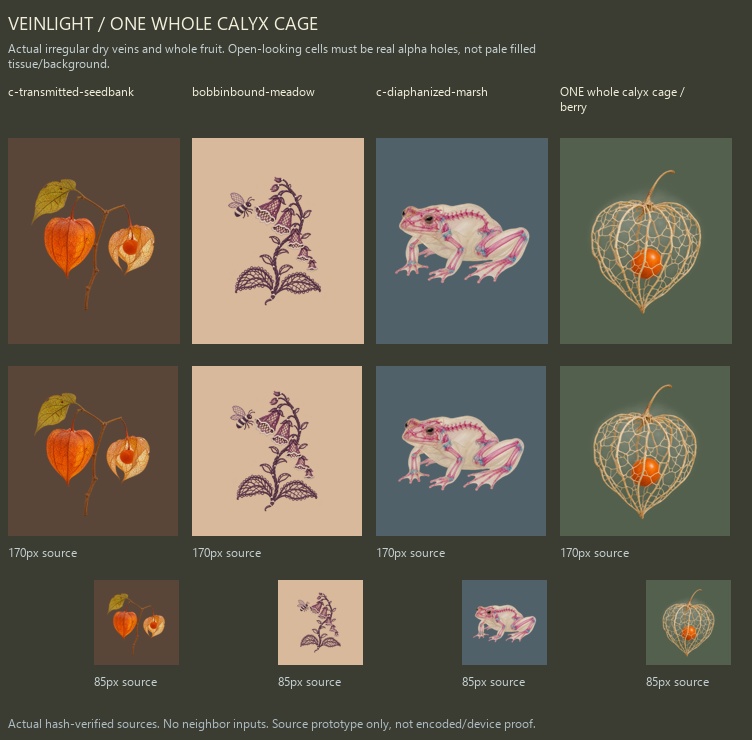 VEINLIGHT / ONE WHOLE CALYX CAGE
Actual irregular dry veins and whole fruit. Open-looking cells must be real alpha holes, not pale filled
tissue/background.
c-transmitted-seedbank
bobbinbound-meadow
c-diaphanized-marsh
ONE whole calyx cage /
berry
170px source
170px source
170px source
170px source
85px source
85px source
85px source
85px source
Actual hash-verified sources. No neighbor inputs. Source prototype only, not encoded/device proof.